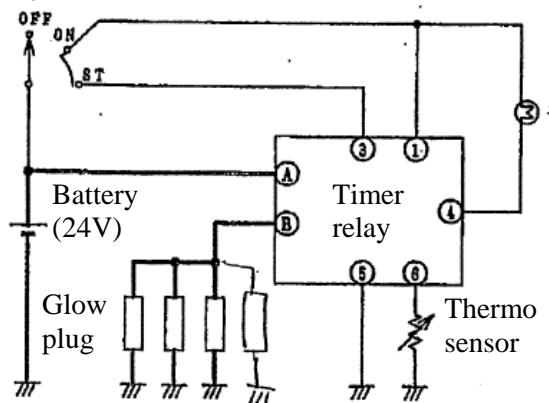 OFF
ON
ST
3
1
A
Battery
(24V)
Timer
relay
4
B
5
6
Glow
plug
Thermo
sensor